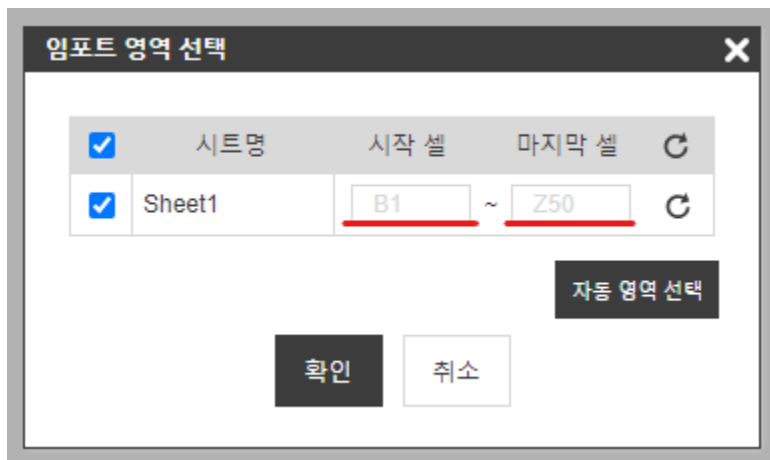 임포트 영역 선택
시트명 시작 셀 마지막 셀
Sheet1 B1 ~ Z50
자동 영역 선택
확인 취소